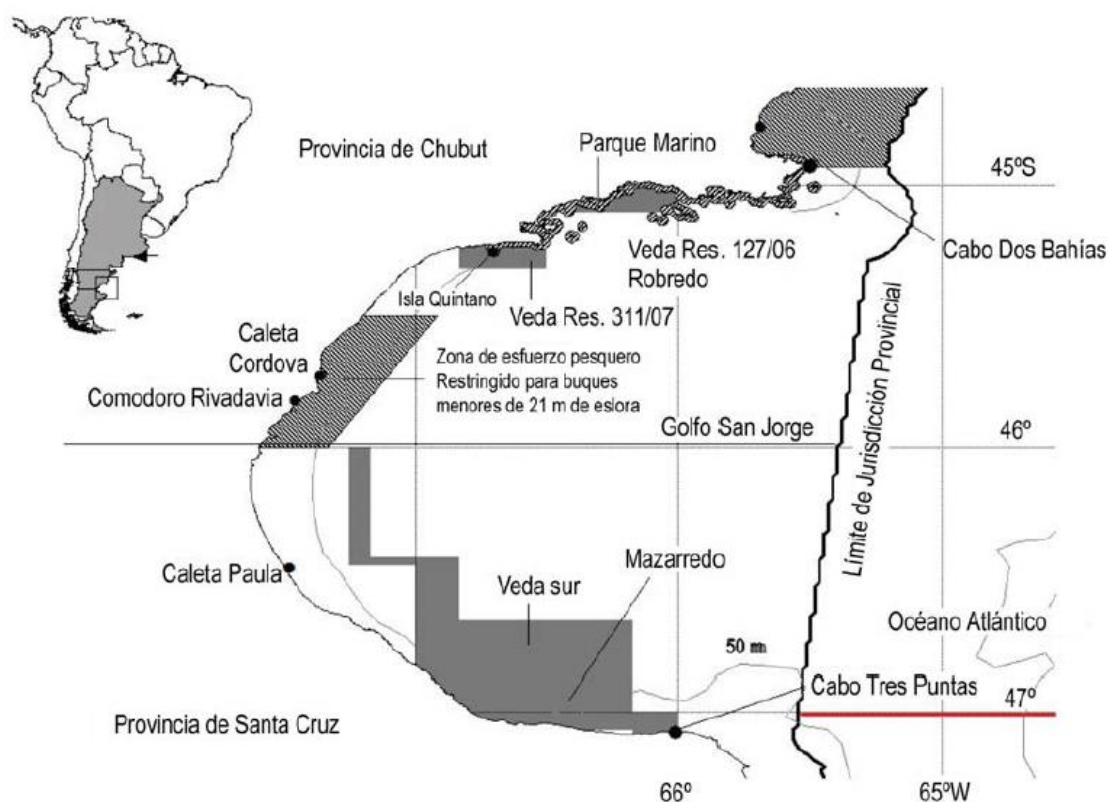 Provincia de Chubut
Parque Marino
45ºS
Cabo Dos Bahías
Veda Res. 127/06
Robredo
Isla Quintano
Veda Res. 311/07
Caleta
Cordova
Comodoro Rivadavia
Zona de esfuerzo pesquero
Restringido para buques
menores de 21 m de eslora
Golfo San Jorge
46º
Límite de Jurisdicción Provincial
Caleta Paula
Veda sur
Mazarredo
Océano Atlántico
50 m
Cabo Tres Puntas
47º
Provincia de Santa Cruz
66º
65ºW